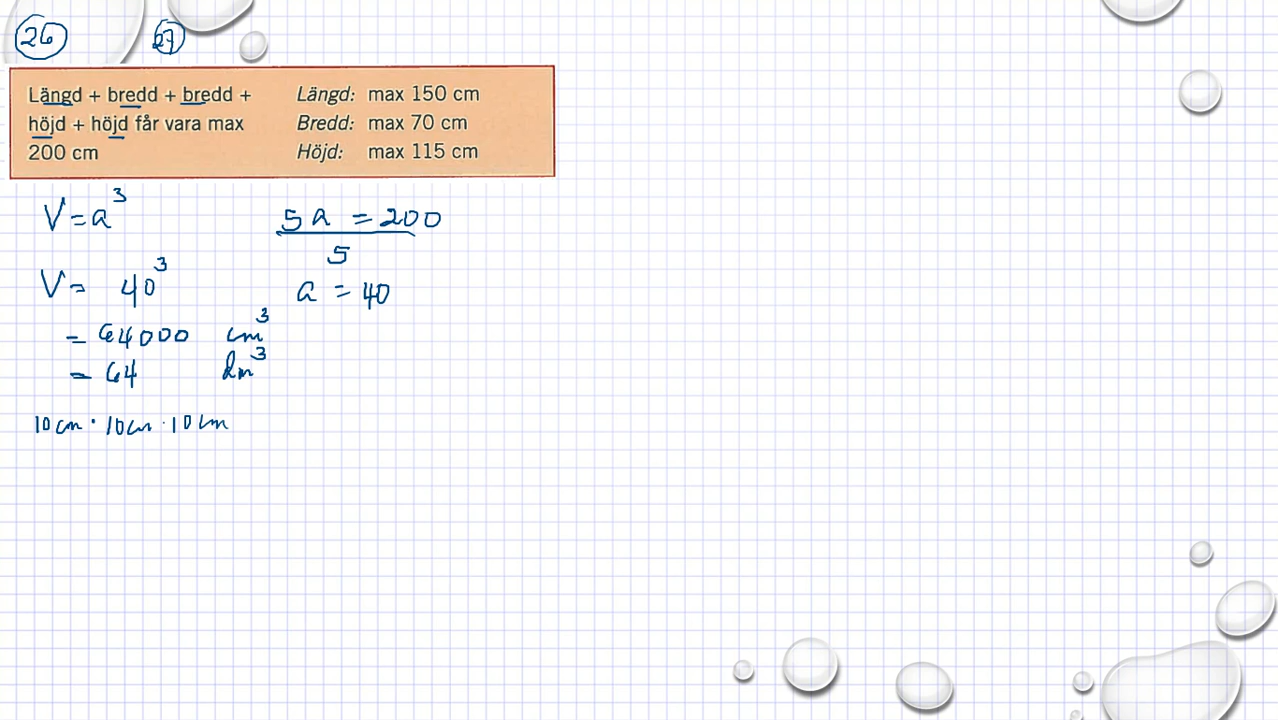 26 27
Längd + bredd + bredd +
höjd + höjd får vara max
200 cm
Längd: max 150 cm
Bredd: max 70 cm
Höjd: max 115 cm
V = a³
5a = 200
5
V = 40³
a = 40
= 64000 cm³
= 64 dm³
10 cm · 10 cm · 10 cm